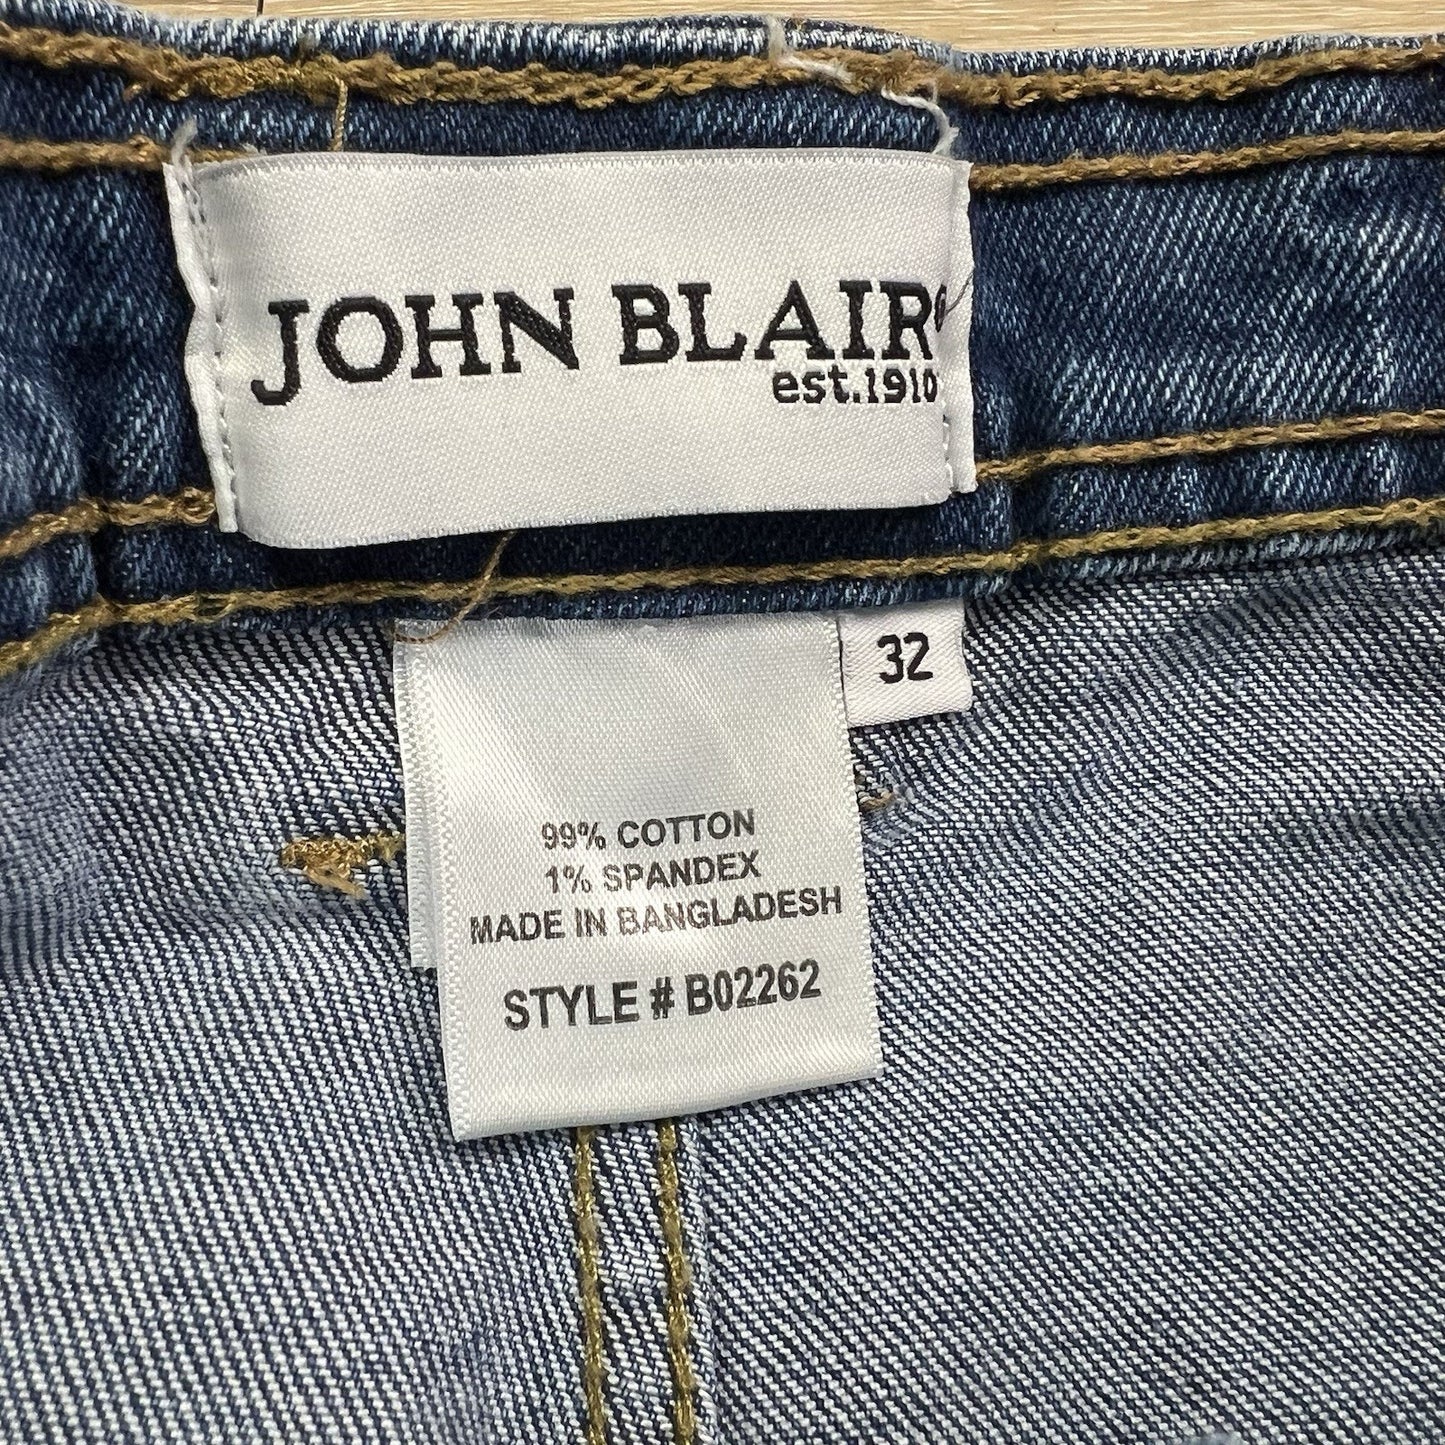 JOHN BLAIR®
est.1910
32
99% COTTON
1% SPANDEX
MADE IN BANGLADESH
STYLE # B02262